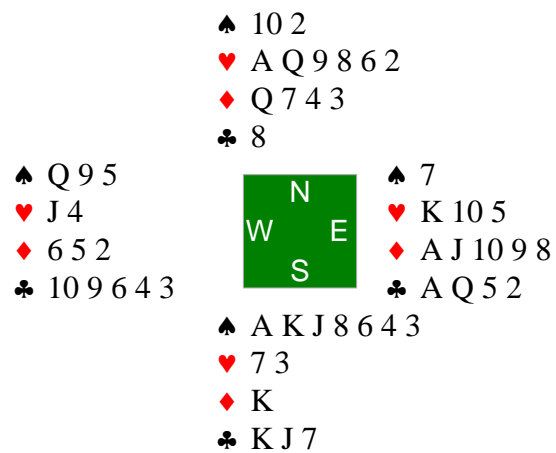 ♠ 10 2
♥ A Q 9 8 6 2
♦ Q 7 4 3
♣ 8
♠ Q 9 5
♥ J 4
♦ 6 5 2
♣ 10 9 6 4 3
N
W E
S
♠ 7
♥ K 10 5
♦ A J 10 9 8
♣ A Q 5 2
♠ A K J 8 6 4 3
♥ 7 3
♦ K
♣ K J 7